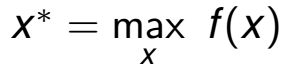 x* = max f(x)
x